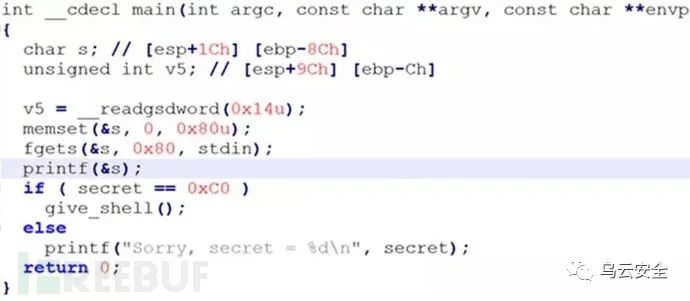 int __cdecl main(int argc, const char **argv, const char **envp
{
char s; // [esp+1Ch] [ebp-8Ch]
unsigned int v5; // [esp+9Ch] [ebp-Ch]
v5 = __readgsdword(0x14u);
memset(&s, 0, 0x80u);
fgets(&s, 0x80, stdin);
printf(&s);
if ( secret == 0xC0 )
give_shell();
else
printf("Sorry, secret = %d\n", secret);
return 0;
}
REEBUF
乌云安全